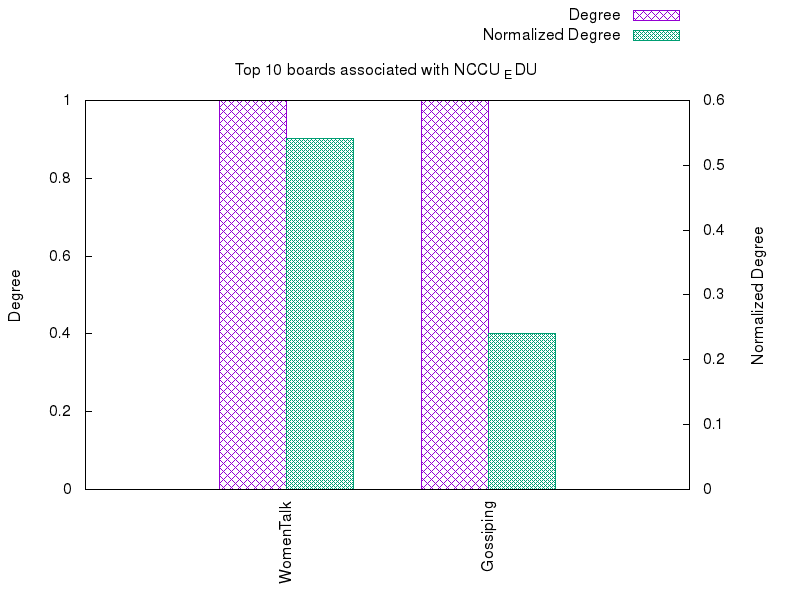 Degree
Normalized Degree
Top 10 boards associated with NCCU EDU
1
0.8
0.6
0.4
0.2
0
0.6
0.5
0.4
0.3
0.2
0.1
0
Degree
Normalized Degree
WomenTalk
Gossiping